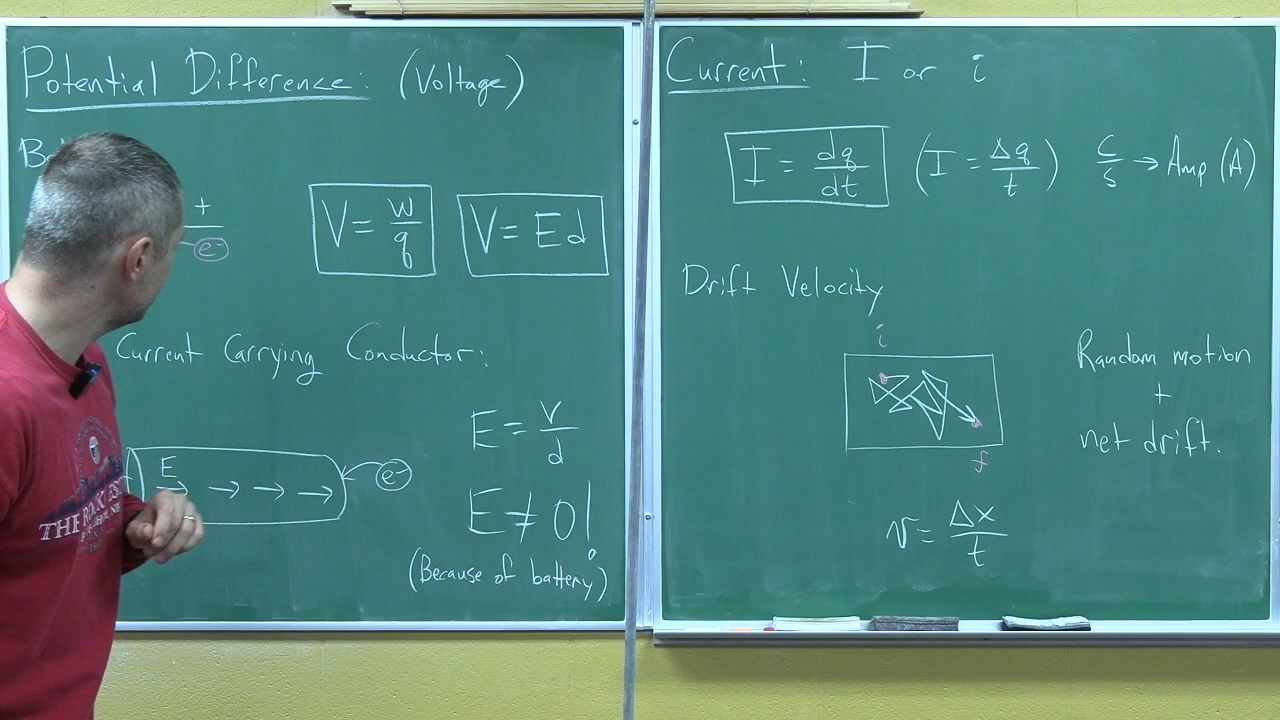 Potential Difference: (Voltage)
+
e-
V = W/q
V = Ed
Current Carrying Conductor:
E
e-
E = V/d
E ≠ 0!
(Because of battery)
Current: I or i
I = dq/dt (I = Δq/t) C/s → Amp (A)
Drift Velocity
i
f
Random motion
+
net drift.
v = Δx/t
THE